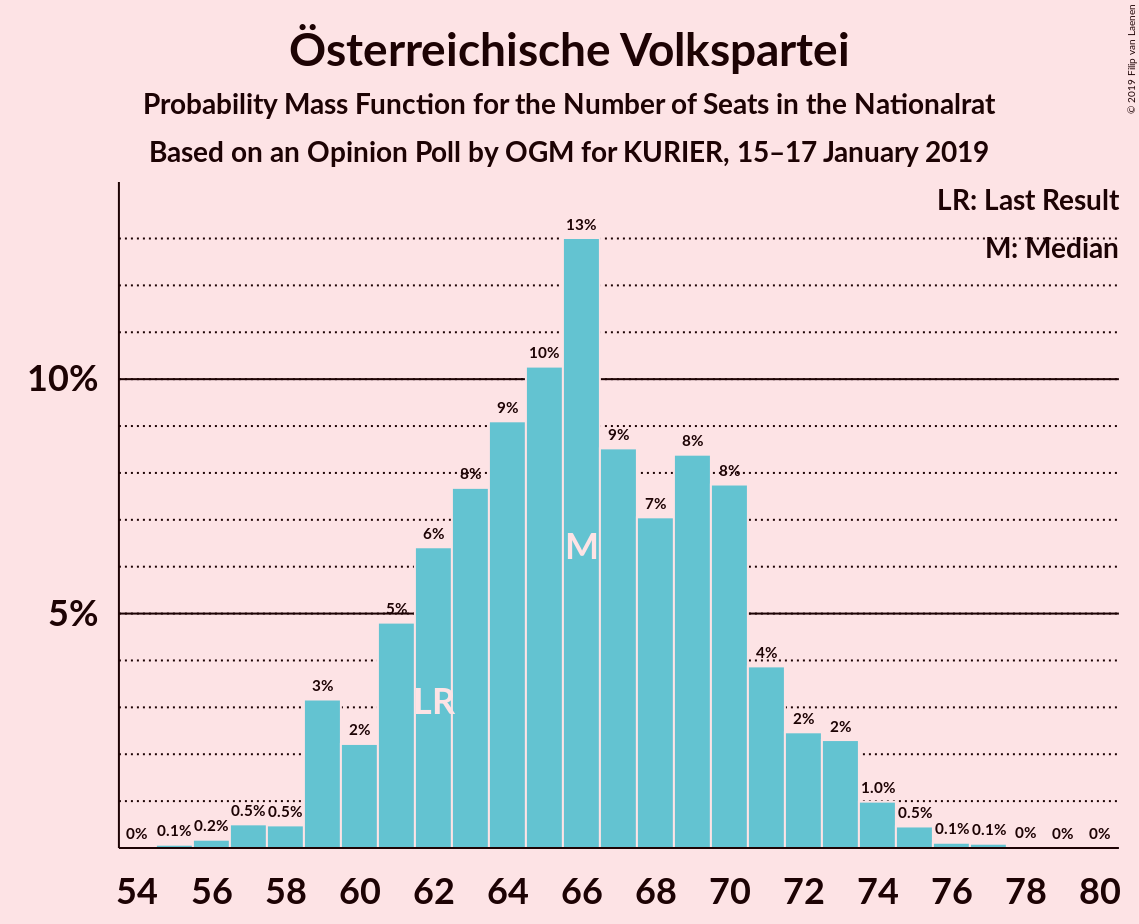 Österreichische Volkspartei
Probability Mass Function for the Number of Seats in the Nationalrat
Based on an Opinion Poll by OGM for KURIER, 15–17 January 2019
© 2019 Filip van Laenen
LR: Last Result
M: Median
13%
10%
10%
9%
9%
8%
8%
8%
7%
6%
M
5%
5%
4%
3%
LR
2%
2%
2%
1.0%
0% 0.1% 0.2% 0.5% 0.5% 0.5% 0.1% 0.1% 0% 0% 0%
54 56 58 60 62 64 66 68 70 72 74 76 78 80